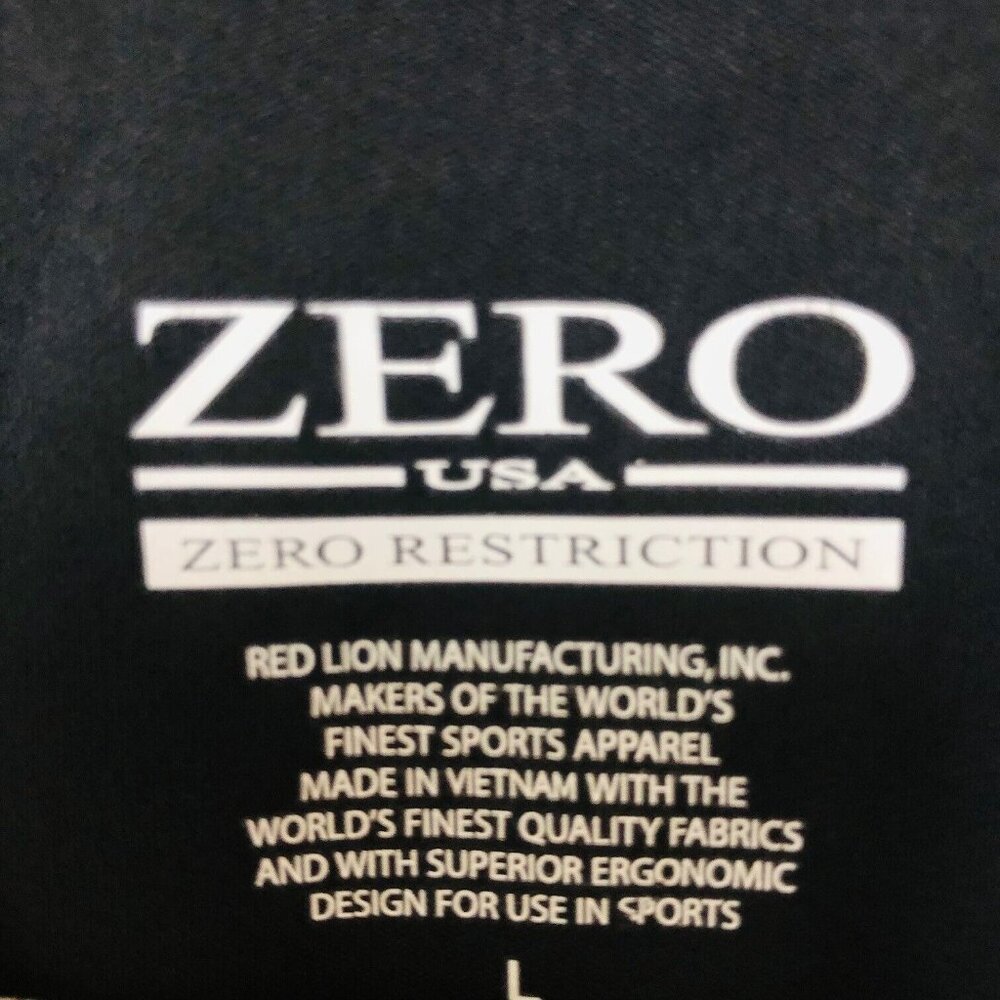 ZERO
USA
ZERO RESTRICTION
RED LION MANUFACTURING, INC.
MAKERS OF THE WORLD'S
FINEST SPORTS APPAREL
MADE IN VIETNAM WITH THE
WORLD'S FINEST QUALITY FABRICS
AND WITH SUPERIOR ERGONOMIC
DESIGN FOR USE IN SPORTS
L